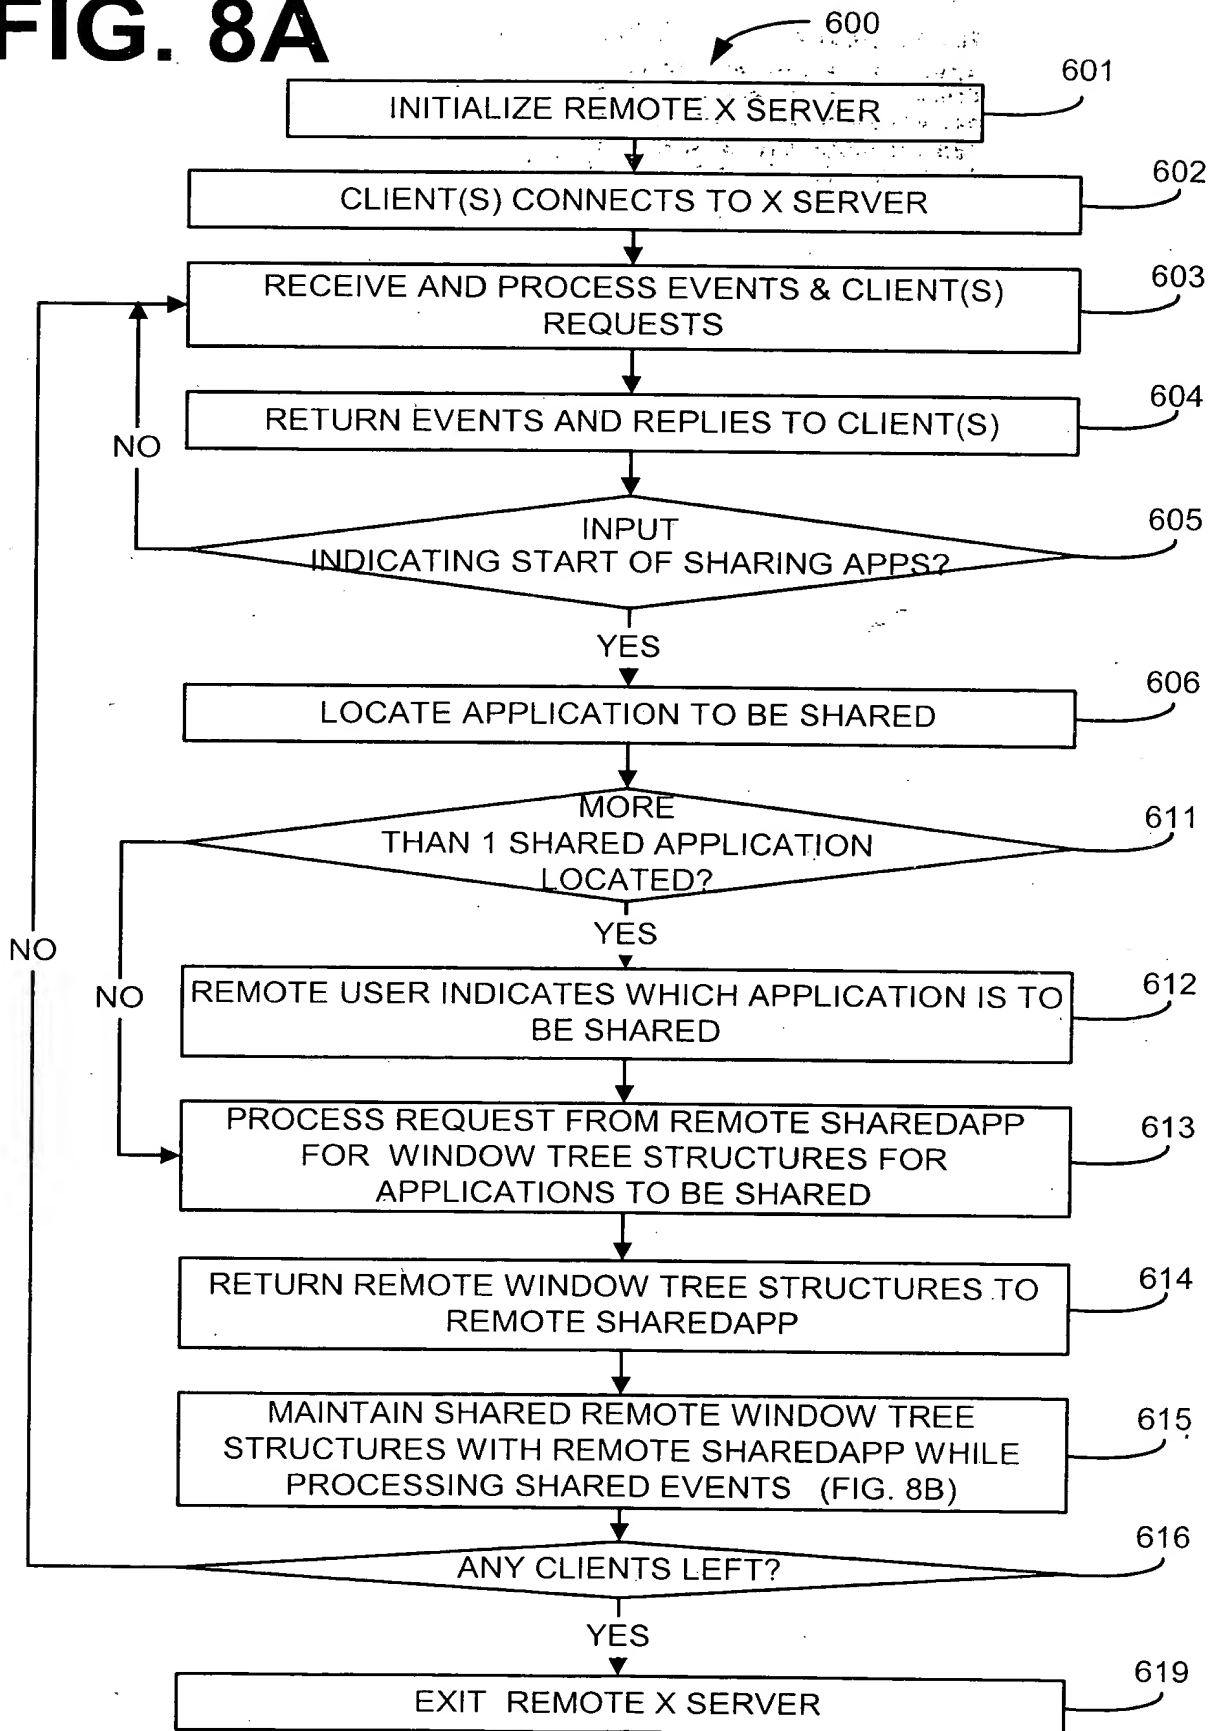 FIG. 8A
600
INITIALIZE REMOTE X SERVER
601
CLIENT(S) CONNECTS TO X SERVER
602
RECEIVE AND PROCESS EVENTS & CLIENT(S)
REQUESTS
603
RETURN EVENTS AND REPLIES TO CLIENT(S)
604
NO
INPUT
INDICATING START OF SHARING APPS?
605
YES
LOCATE APPLICATION TO BE SHARED
606
MORE
THAN 1 SHARED APPLICATION
LOCATED?
611
YES
NO
NO
REMOTE USER INDICATES WHICH APPLICATION IS TO
BE SHARED
612
PROCESS REQUEST FROM REMOTE SHAREDAPP
FOR WINDOW TREE STRUCTURES FOR
APPLICATIONS TO BE SHARED
613
RETURN REMOTE WINDOW TREE STRUCTURES TO
REMOTE SHAREDAPP
614
MAINTAIN SHARED REMOTE WINDOW TREE
STRUCTURES WITH REMOTE SHAREDAPP WHILE
PROCESSING SHARED EVENTS (FIG. 8B)
615
ANY CLIENTS LEFT?
616
YES
EXIT REMOTE X SERVER
619